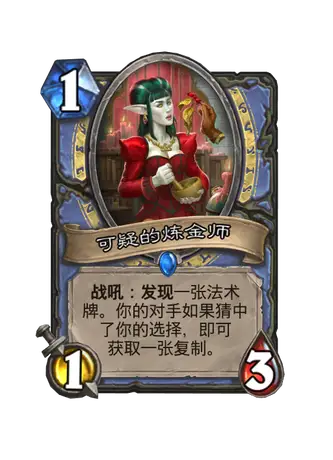 1
可疑的炼金师
战吼：发现一张法术
牌。你的对手如果猜中
了你的选择，即可
获取一张复制。
1
3